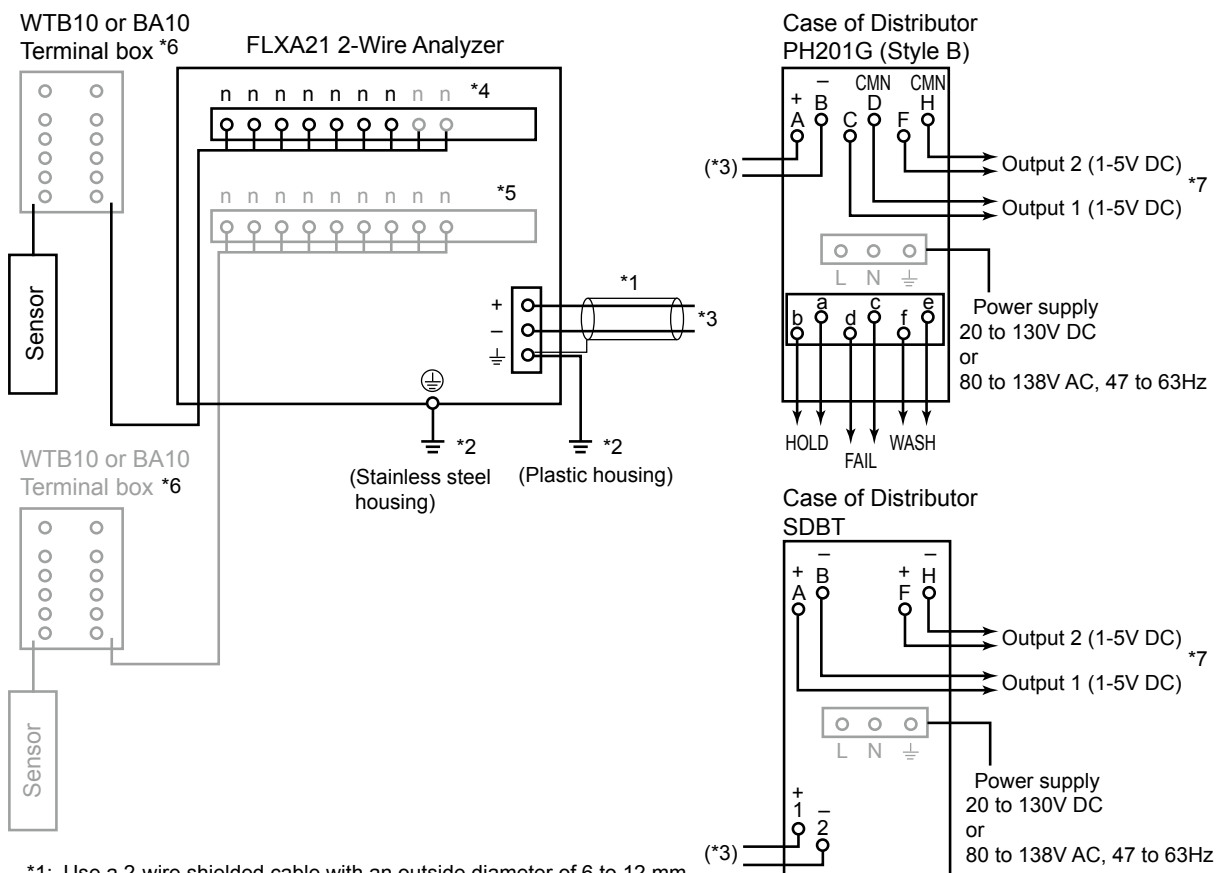 WTB10 or BA10
Terminal box *6
FLXA21 2-Wire Analyzer
n n n n n n n n *4
n n n n n n n n *5
Sensor
+
–
*1
*3
*2
*2
(Stainless steel
housing)
(Plastic housing)
WTB10 or BA10
Terminal box *6
Sensor
Case of Distributor
PH201G (Style B)
– CMN CMN
+ B D H
A C F
(*3)
Output 2 (1-5V DC)
*7
Output 1 (1-5V DC)
L N
a c e
b d f
Power supply
20 to 130V DC
or
80 to 138V AC, 47 to 63Hz
HOLD FAIL WASH
Case of Distributor
SDBT
– –
+ B + H
A F
Output 2 (1-5V DC)
*7
Output 1 (1-5V DC)
L N
Power supply
20 to 130V DC
or
80 to 138V AC, 47 to 63Hz
+
1 –
2
(*3)
*1: Use a 2-wire shielded cable with an outside diameter of 6 to 12 mm.